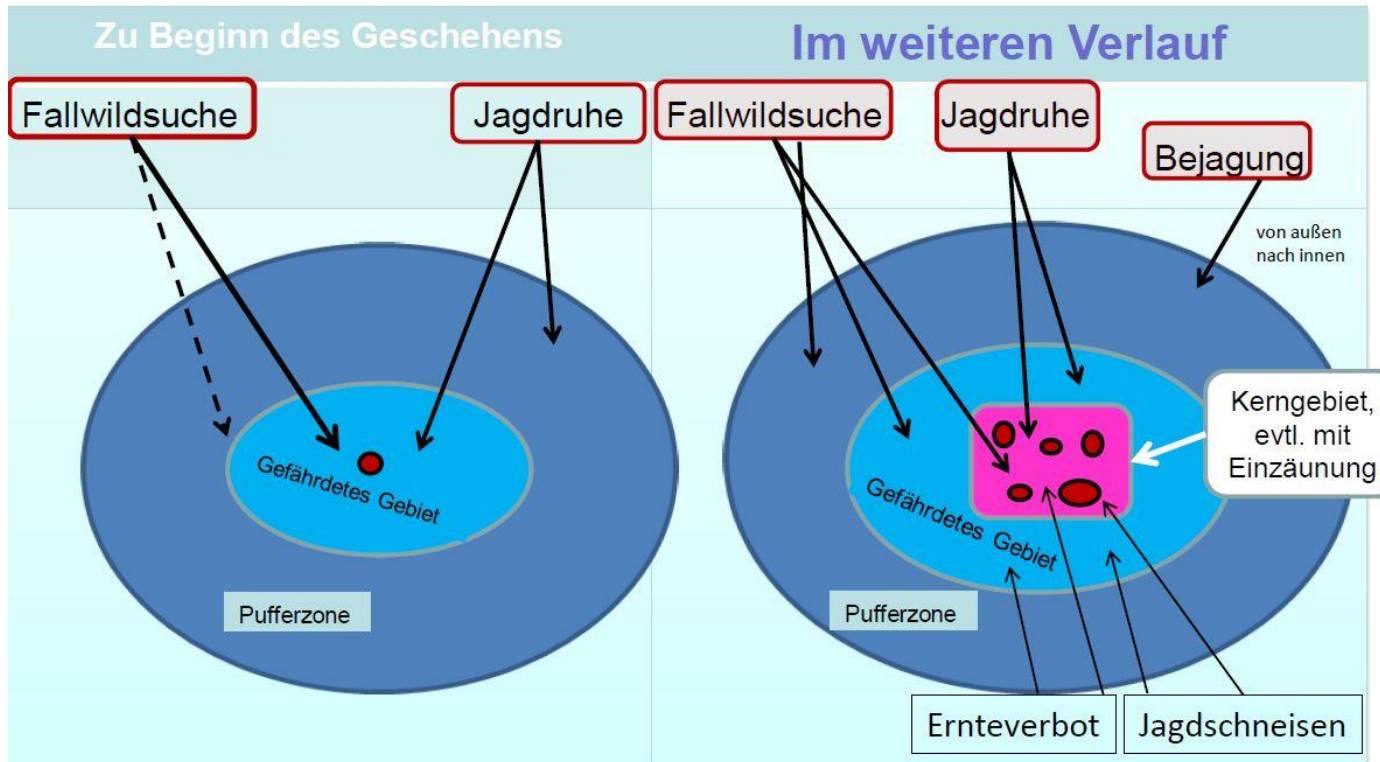 Zu Beginn des Geschehens
Fallwildsuche
Jagdruhe
Gefährdetes Gebiet
Pufferzone
Im weiteren Verlauf
Fallwildsuche
Jagdruhe
Bejagung
von außen
nach innen
Kerngebiet,
evtl. mit
Einzäunung
Gefährdetes Gebiet
Pufferzone
Ernteverbot
Jagdschneisen